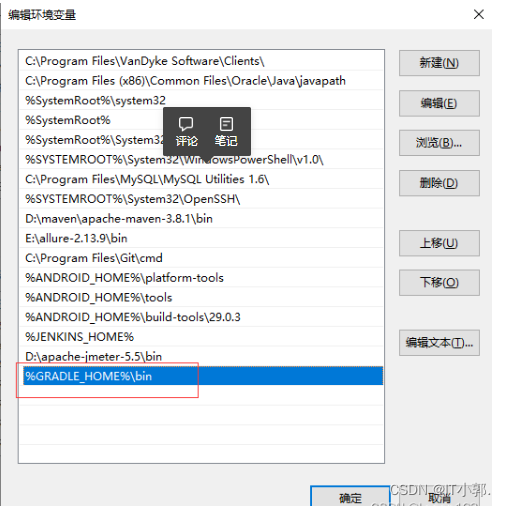 编辑环境变量
C:\Program Files\VanDyke Software\Clients\
C:\Program Files (x86)\Common Files\Oracle\Java\javapath
%SystemRoot%\system32
%SystemRoot%
%SystemRoot%\System32
评论 笔记
%SYSTEMROOT%\System32\WindowsPowerShell\v1.0\
C:\Program Files\MySQL\MySQL Utilities 1.6\
%SYSTEMROOT%\System32\OpenSSH\
D:\maven\apache-maven-3.8.1\bin
E:\allure-2.13.9\bin
C:\Program Files\Git\cmd
%ANDROID_HOME%\platform-tools
%ANDROID_HOME%\tools
%ANDROID_HOME%\build-tools\29.0.3
%JENKINS_HOME%
D:\apache-jmeter-5.5\bin
%GRADLE_HOME%\bin
新建(N)
编辑(E)
浏览(B)...
删除(D)
上移(U)
下移(O)
编辑文本(T)...
确定
取消
CSDN @IT小郭.